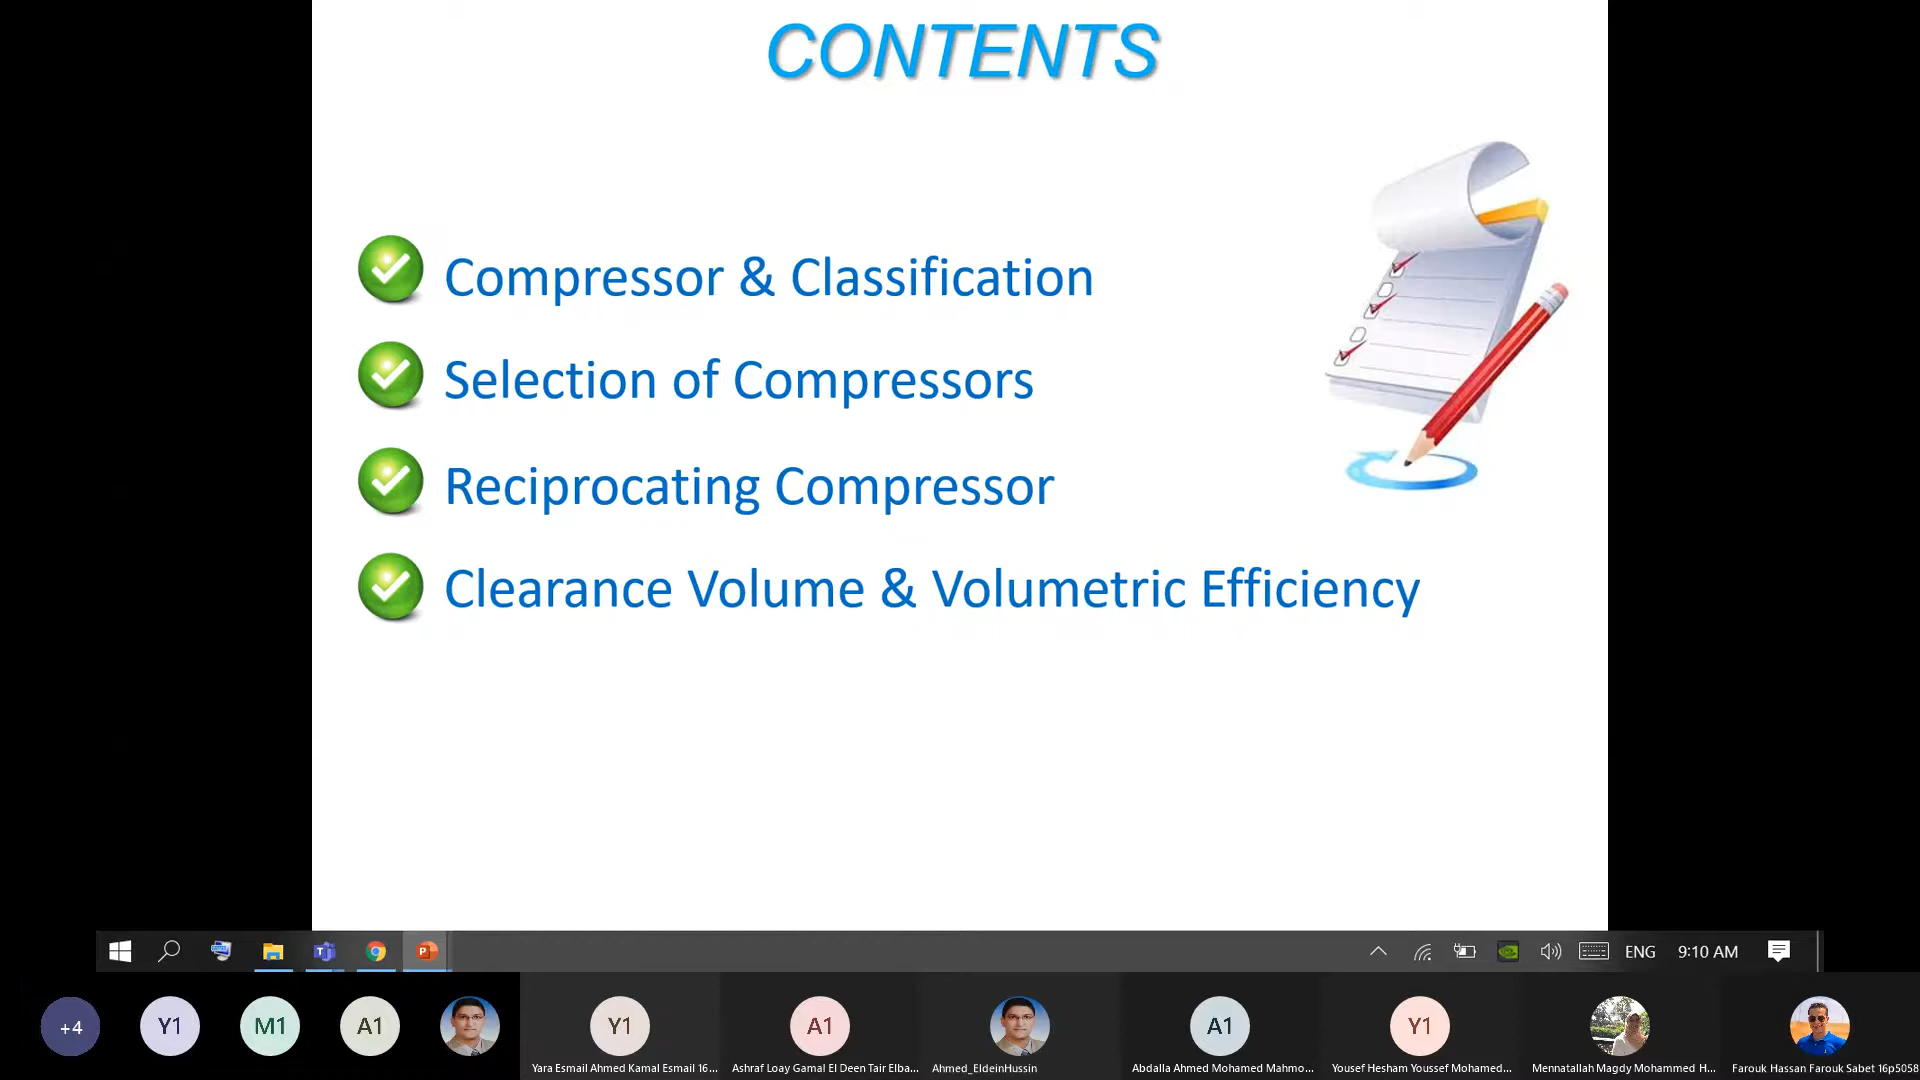 CONTENTS
Compressor & Classification
Selection of Compressors
Reciprocating Compressor
Clearance Volume & Volumetric Efficiency
ENG
9:10 AM
+4
Y1
M1
A1
Y1
A1
A1
Y1
Yara Esmail Ahmed Kamal Esmail 16...
Ashraf Loay Gamal El Deen Tair Elba...
Ahmed_EldeinHussin
Abdalla Ahmed Mohamed Mahmo...
Yousef Hesham Youssef Mohamed...
Mennatallah Magdy Mohammed H...
Farouk Hassan Farouk Sabet 16p5058